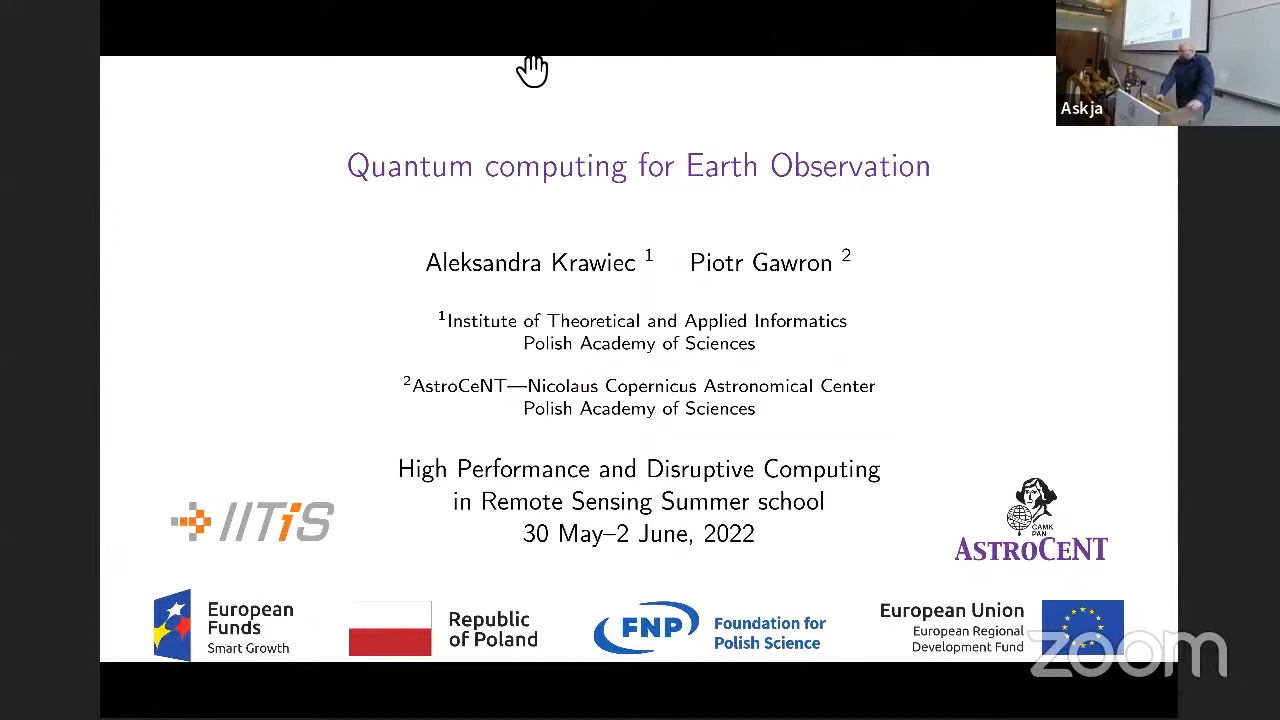 Askja
Quantum computing for Earth Observation
Aleksandra Krawiec 1 Piotr Gawron 2
1Institute of Theoretical and Applied Informatics
Polish Academy of Sciences
2AstroCeNT—Nicolaus Copernicus Astronomical Center
Polish Academy of Sciences
High Performance and Disruptive Computing
in Remote Sensing Summer school
30 May–2 June, 2022
IITiS
CAMK
PAN
ASTROCENT
European
Funds
Smart Growth
Republic
of Poland
FNP
Foundation for
Polish Science
European Union
European Regional
Development Fund
zoom